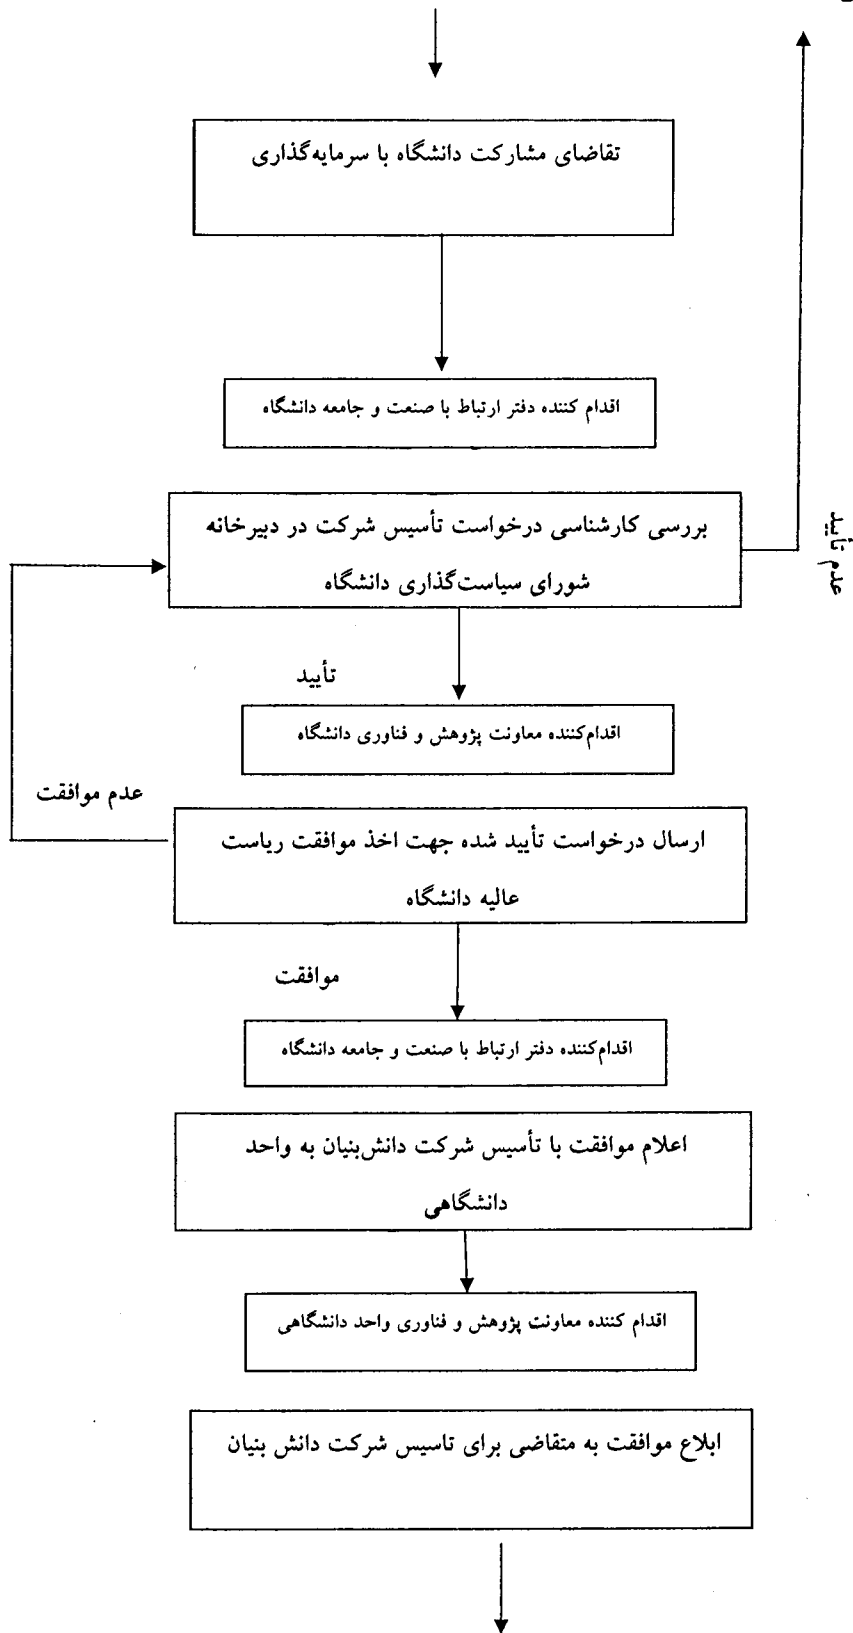 تقاضای مشارکت دانشگاه با سرمایه‌گذاری
اقدام کننده دفتر ارتباط با صنعت و جامعه دانشگاه
بررسی کارشناسی درخواست تأسیس شرکت در دبیرخانه
شورای سیاست‌گذاری دانشگاه
عدم تأیید
تأیید
اقدام‌کننده معاونت پژوهش و فناوری دانشگاه
عدم موافقت
ارسال درخواست تأیید شده جهت اخذ موافقت ریاست
عالیه دانشگاه
موافقت
اقدام‌کننده دفتر ارتباط با صنعت و جامعه دانشگاه
اعلام موافقت با تأسیس شرکت دانش‌بنیان به واحد
دانشگاهی
اقدام کننده معاونت پژوهش و فناوری واحد دانشگاهی
ابلاع موافقت به متقاضی برای تاسیس شرکت دانش بنیان